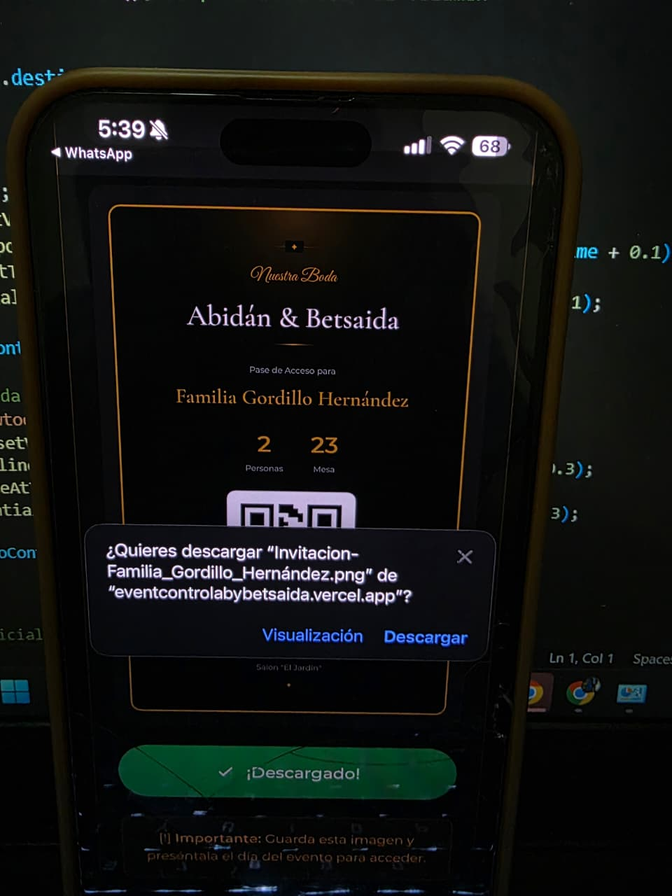 .desti
5:39
WhatsApp
68
me + 0.1)
Nuestra Boda
1);
Abidán & Betsaida
Pase de Acceso para
Familia Gordillo Hernández
2 23
Personas Mesa
0.3);
3);
¿Quieres descargar “Invitacion-
Familia_Gordillo_Hernández.png” de
“eventcontrolabybetsaida.vercel.app”?
Visualización Descargar
Salón "El Jardín"
Ln 1, Col 1 Spaces
¡Descargado!
[!] Importante: Guarda esta imagen y
preséntala el día del evento para acceder.